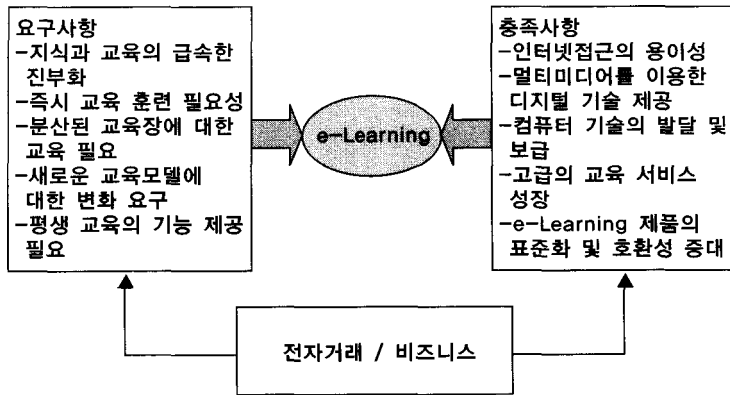 요구사항
-지식과 교육의 급속한
진부화
-즉시 교육 훈련 필요성
-분산된 교육장에 대한
교육 필요
-새로운 교육모델에
대한 변화 요구
-평생 교육의 기능 제공
필요
e-Learning
충족사항
-인터넷접근의 용이성
-멀티미디어를 이용한
디지털 기술 제공
-컴퓨터 기술의 발달 및
보급
-고급의 교육 서비스
성장
-e-Learning 제품의
표준화 및 호환성 증대
전자거래 / 비즈니스